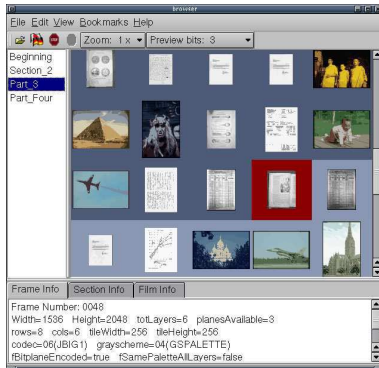 browser
File Edit View Bookmarks Help
Zoom: 1 x Preview bits: 3
Beginning
Section_2
Part_3
Part_Four
Frame Info Section Info Film Info
Frame Number: 0048
Width=1536 Height=2048 totLayers=6 planesAvailable=3
rows=8 cols=6 tileWidth=256 tileHeight=256
codec=06(JBIG1) grayscheme=04(GSPALETTE)
fBitplaneEncoded=true fSamePaletteAllLayers=false